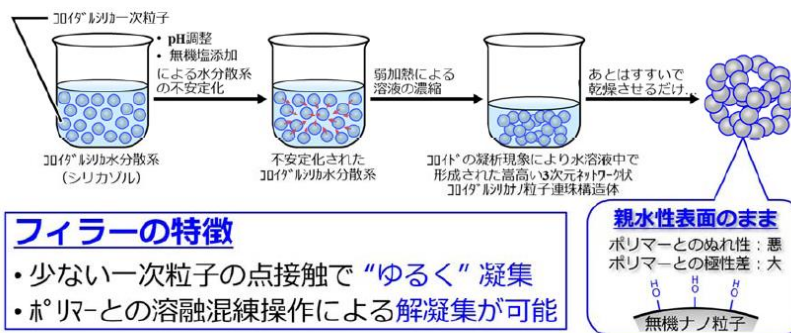 コロイダルシリカ一次粒子
• pH調整
• 無機塩添加
による水分散系
の不安定化
弱加熱による
溶液の濃縮
あとはすすいで
乾燥させるだけ…
コロイダルシリカ水分散系
(シリカゾル)
不安定化された
コロイダルシリカ水分散系
コロイドの凝析現象により水溶液中で
形成された嵩高い3次元ネットワーク状
コロイダルシリカナノ粒子連珠構造体
フィラーの特徴
• 少ない一次粒子の点接触で “ゆるく” 凝集
• ポリマーとの溶融混練操作による解凝集が可能
親水性表面のまま
ポリマーとのぬれ性：悪
ポリマーとの極性差：大
HO HO HO
無機ナノ粒子